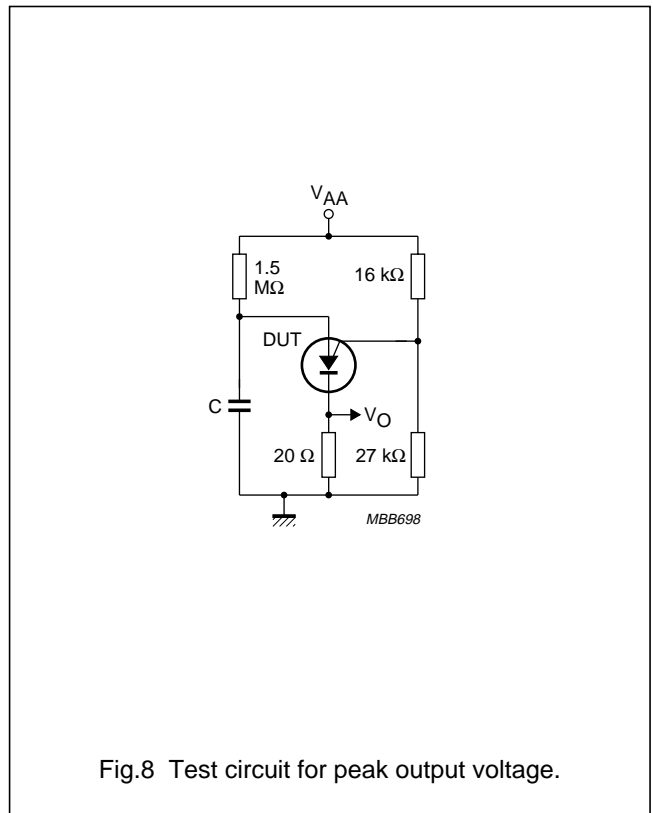 VAA
1.5
MΩ
16 kΩ
DUT
C
VO
20 Ω
27 kΩ
MBB698
Fig.8 Test circuit for peak output voltage.